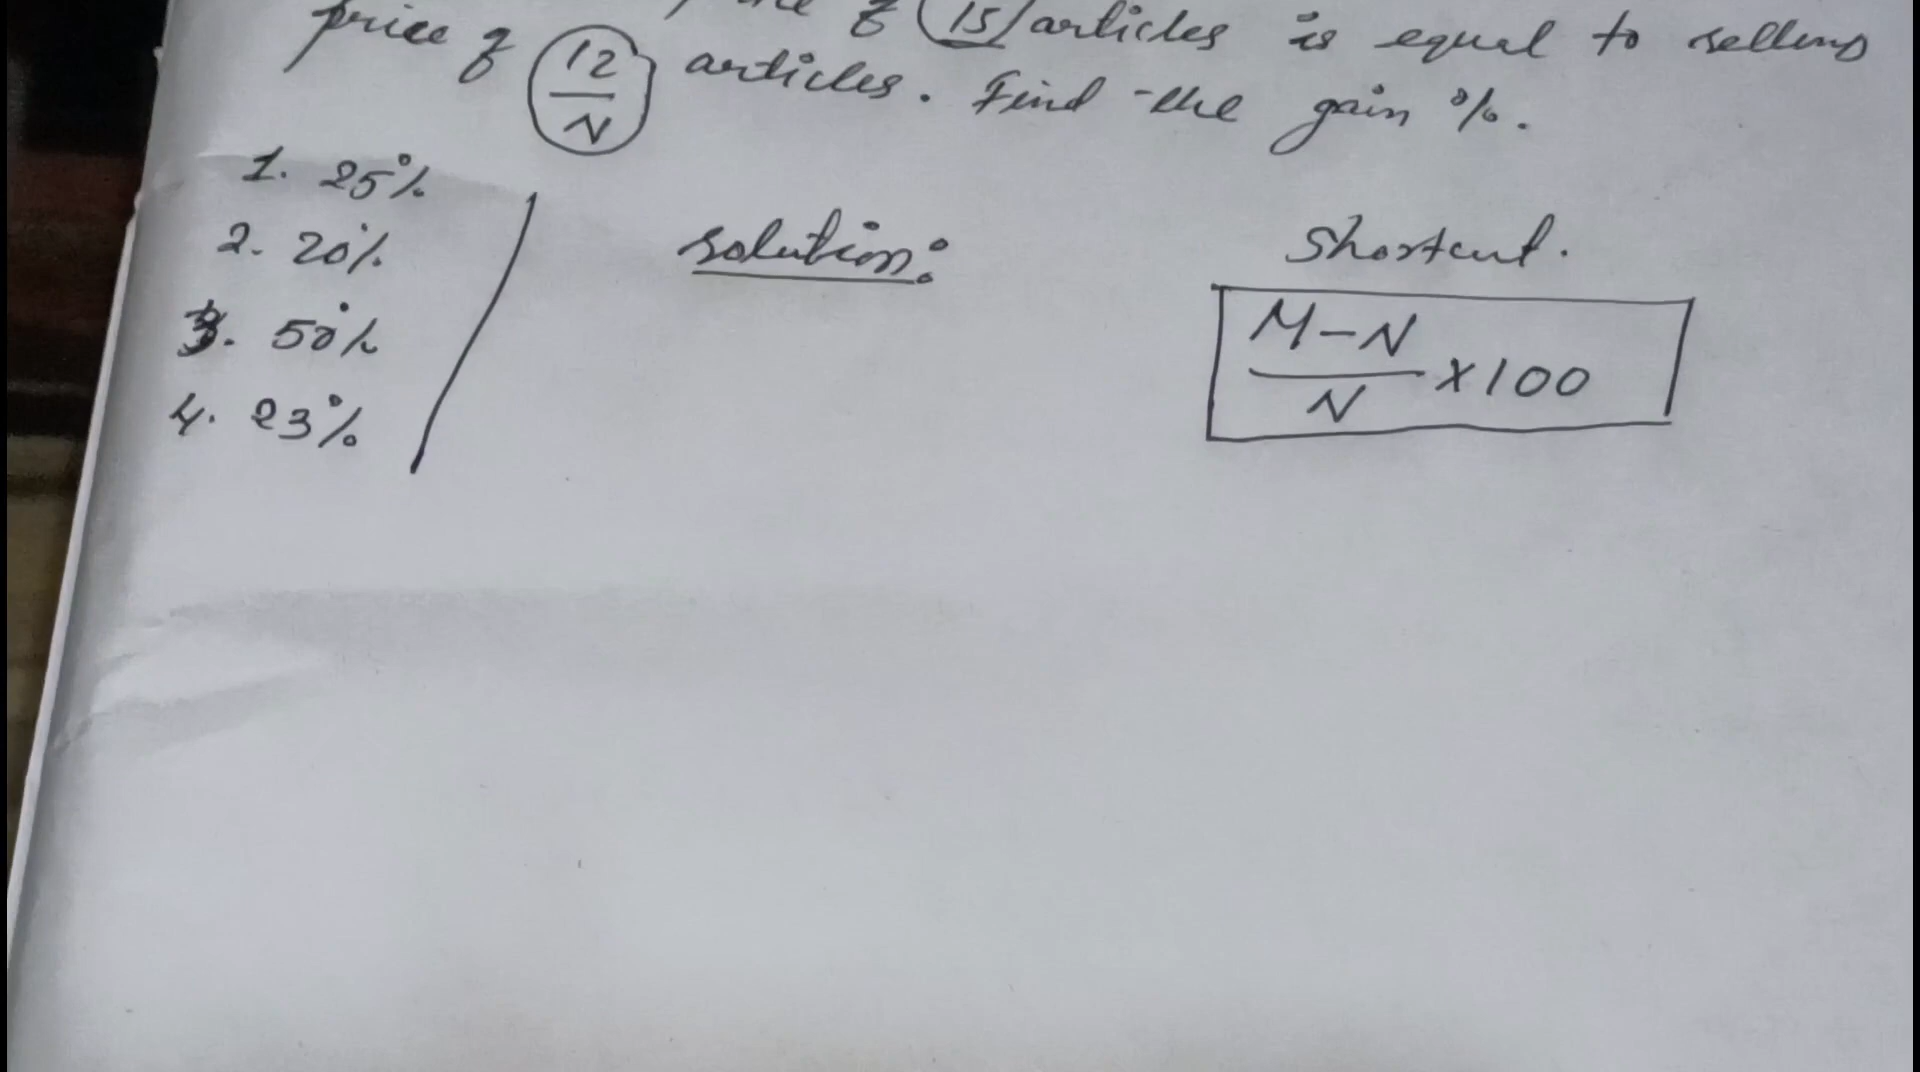 15 articles is equal to selling
price of 12 articles. Find the gain %.
N
1. 25%
2. 20%
3. 50%
4. 23%
solution:
Shortcut.
M-N
N
x100